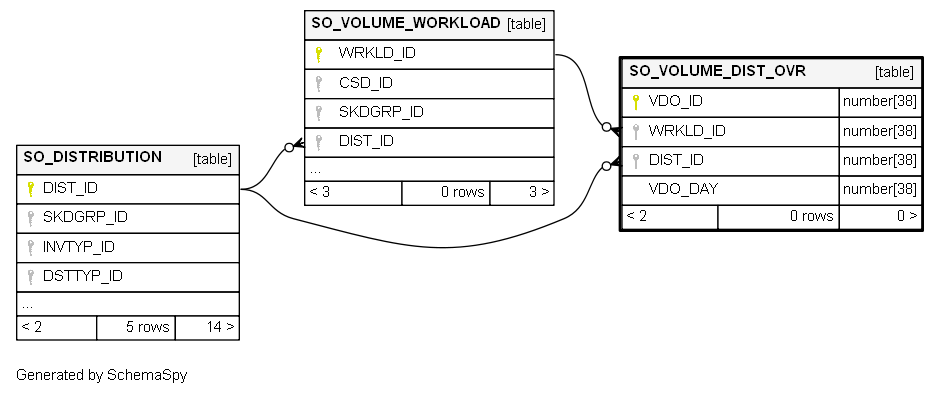 SO_VOLUME_WORKLOAD [table]
WRKLD_ID
CSD_ID
SKDGRP_ID
DIST_ID
...
< 3 0 rows 3 >
SO_VOLUME_DIST_OVR [table]
VDO_ID number[38]
WRKLD_ID number[38]
DIST_ID number[38]
VDO_DAY number[38]
< 2 0 rows 0 >
SO_DISTRIBUTION [table]
DIST_ID
SKDGRP_ID
INVTYP_ID
DSTTYP_ID
...
< 2 5 rows 14 >
Generated by SchemaSpy